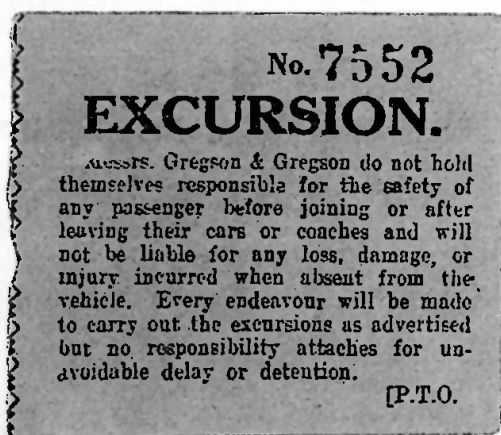 No. 7552
EXCURSION.
Messrs. Gregson & Gregson do not hold
themselves responsible for the safety of
any passenger before joining or after
leaving their cars or coaches and will
not be liable for any loss, damage, or
injury incurred when absent from the
vehicle. Every endeavour will be made
to carry out the excursions as advertised
but no responsibility attaches for un-
avoidable delay or detention.
[P.T.O.